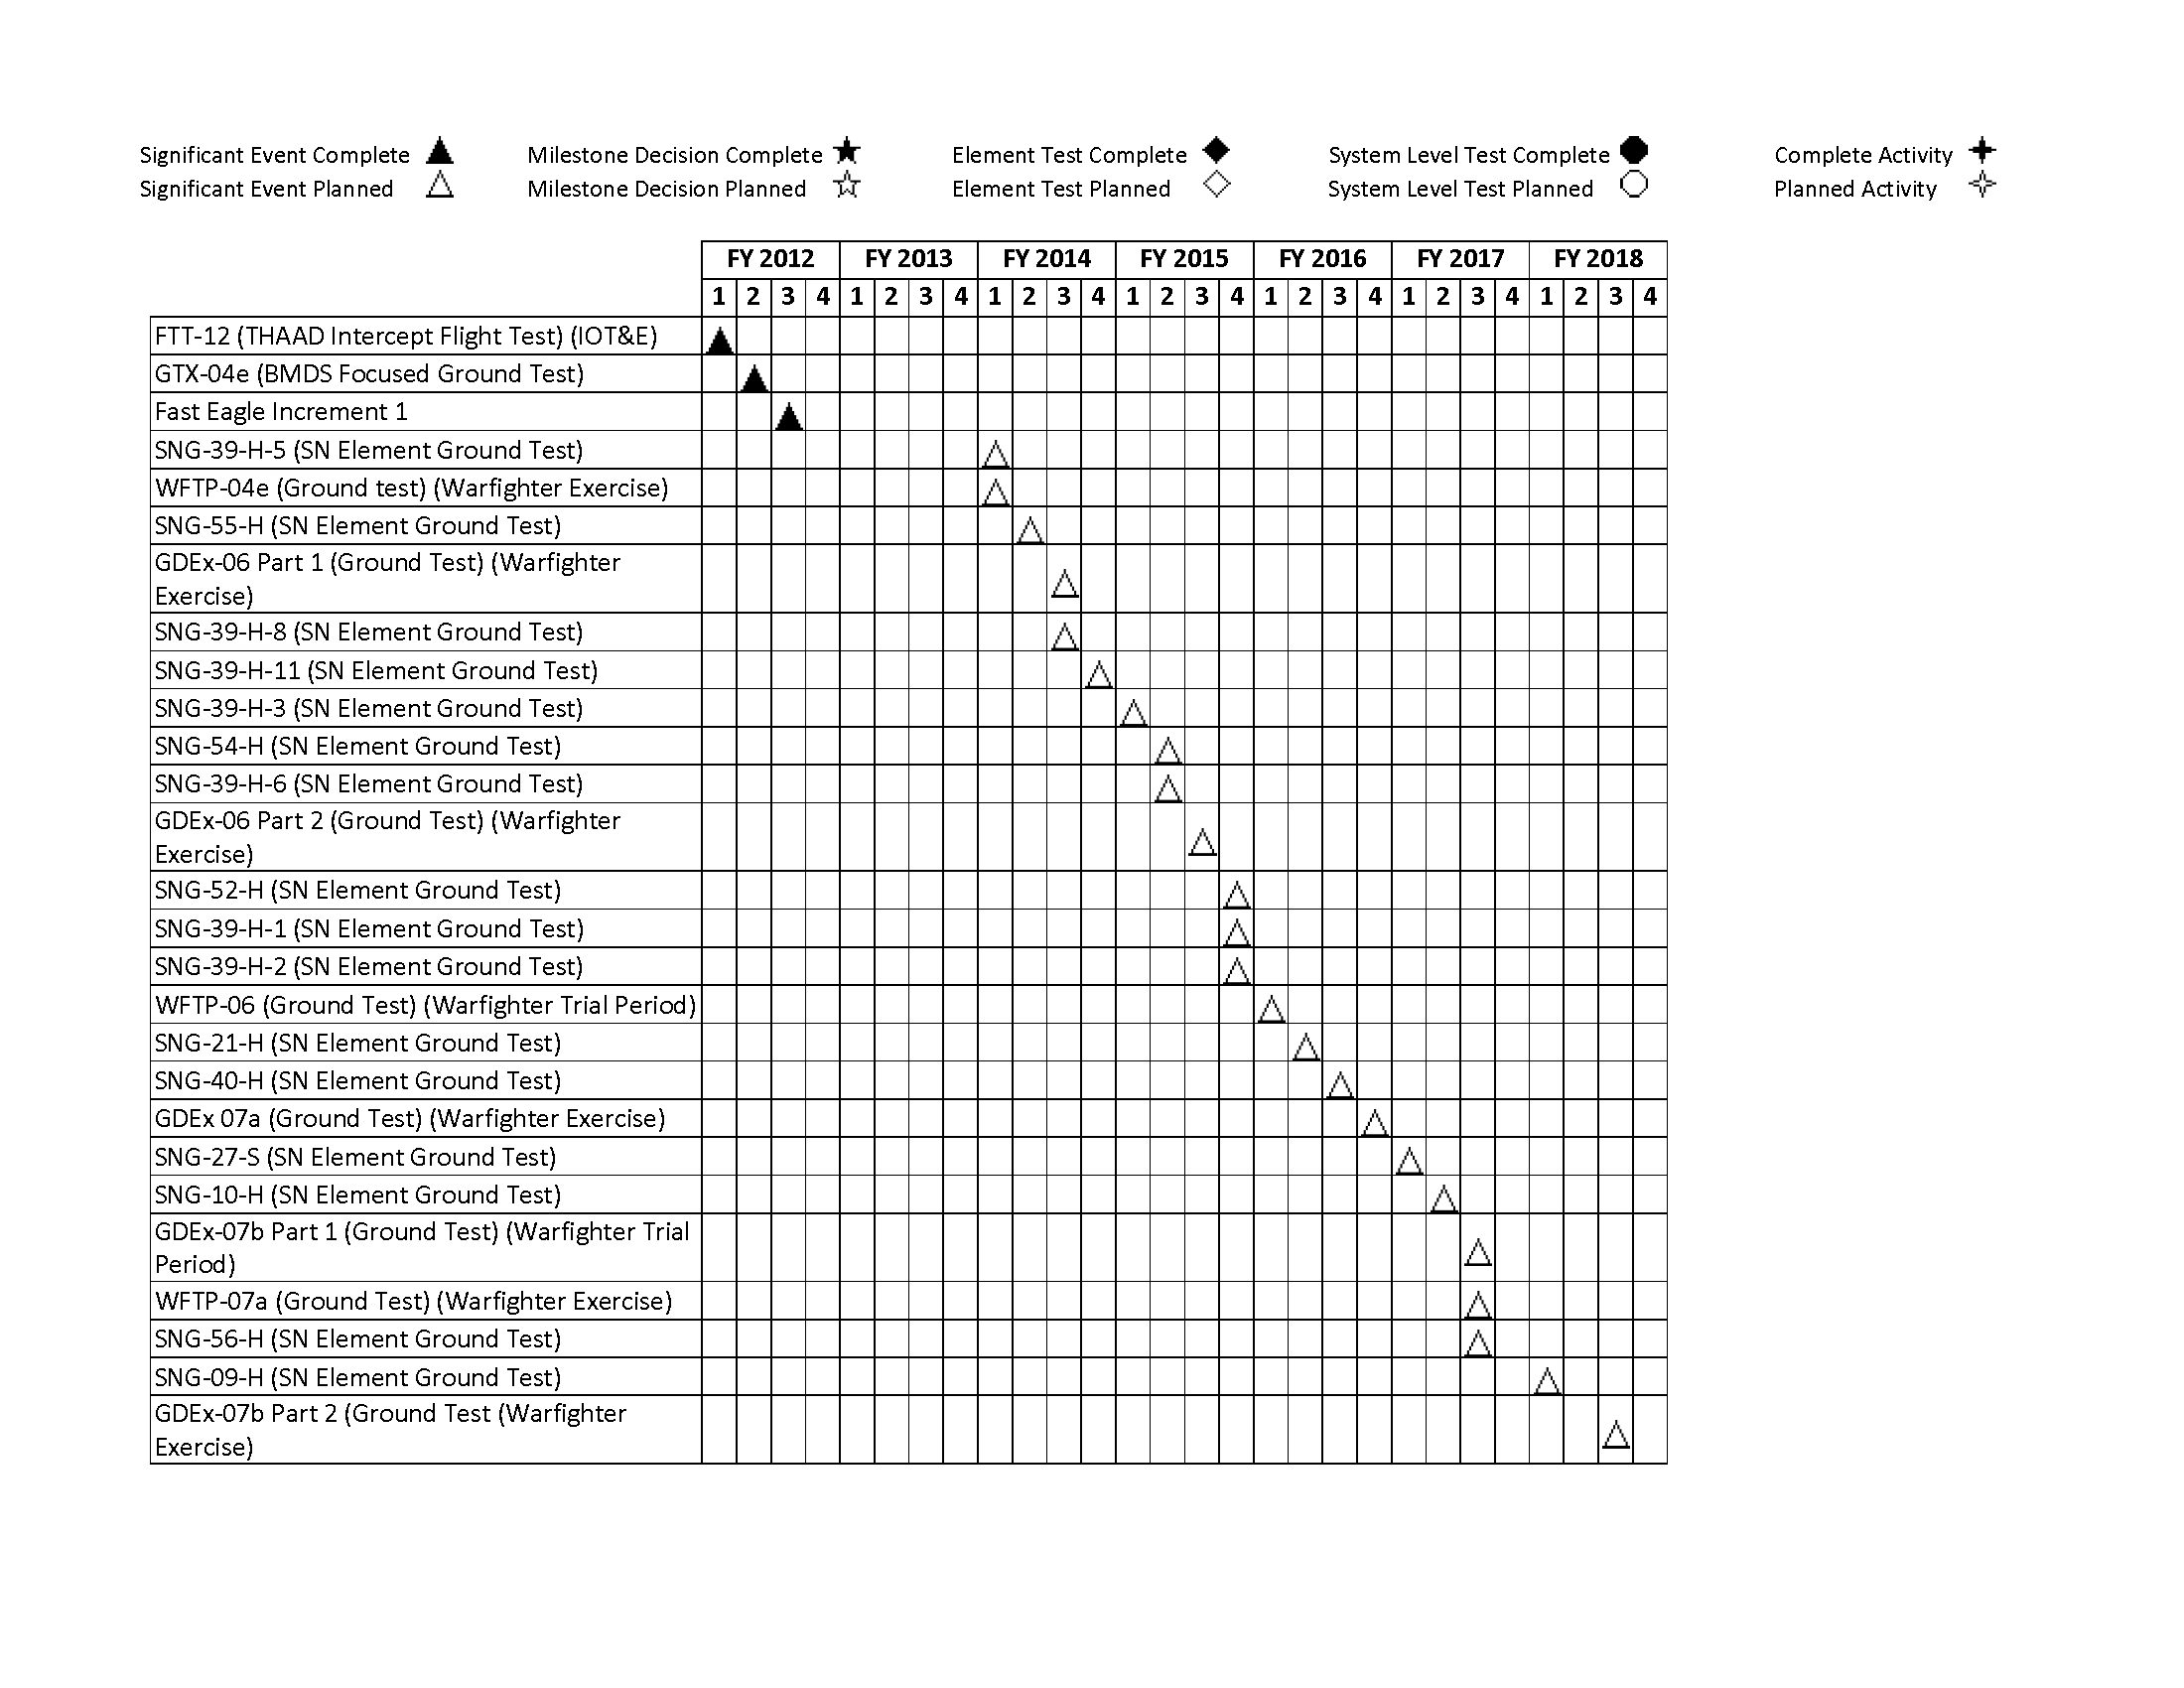 Significant Event Complete Milestone Decision Complete Element Test Complete System Level Test Complete Complete Activity
Significant Event Planned Milestone Decision Planned Element Test Planned System Level Test Planned Planned Activity
FY 2012 FY 2013 FY 2014 FY 2015 FY 2016 FY 2017 FY 2018
1 2 3 4 1 2 3 4 1 2 3 4 1 2 3 4 1 2 3 4 1 2 3 4 1 2 3 4
FTT-12 (THAAD Intercept Flight Test) (IOT&E)
GTX-04e (BMDS Focused Ground Test)
Fast Eagle Increment 1
SNG-39-H-5 (SN Element Ground Test)
WFTP-04e (Ground test) (Warfighter Exercise)
SNG-55-H (SN Element Ground Test)
GDEx-06 Part 1 (Ground Test) (Warfighter
Exercise)
SNG-39-H-8 (SN Element Ground Test)
SNG-39-H-11 (SN Element Ground Test)
SNG-39-H-3 (SN Element Ground Test)
SNG-54-H (SN Element Ground Test)
SNG-39-H-6 (SN Element Ground Test)
GDEx-06 Part 2 (Ground Test) (Warfighter
Exercise)
SNG-52-H (SN Element Ground Test)
SNG-39-H-1 (SN Element Ground Test)
SNG-39-H-2 (SN Element Ground Test)
WFTP-06 (Ground Test) (Warfighter Trial Period)
SNG-21-H (SN Element Ground Test)
SNG-40-H (SN Element Ground Test)
GDEx 07a (Ground Test) (Warfighter Exercise)
SNG-27-S (SN Element Ground Test)
SNG-10-H (SN Element Ground Test)
GDEx-07b Part 1 (Ground Test) (Warfighter Trial
Period)
WFTP-07a (Ground Test) (Warfighter Exercise)
SNG-56-H (SN Element Ground Test)
SNG-09-H (SN Element Ground Test)
GDEx-07b Part 2 (Ground Test (Warfighter
Exercise)